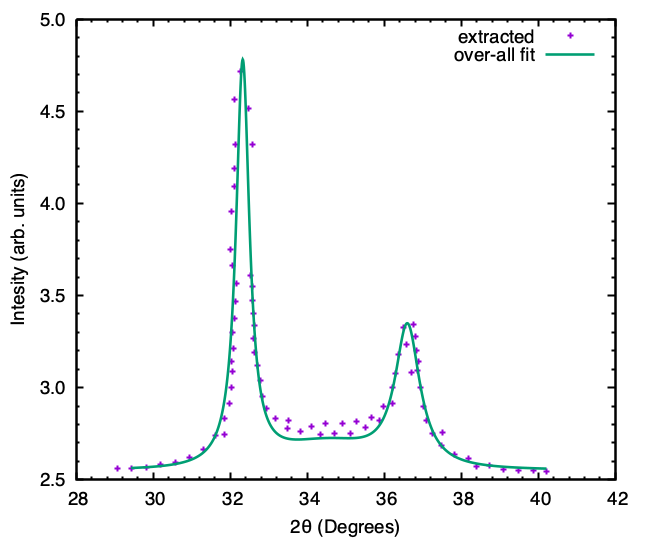 5.0
4.5
4.0
3.5
3.0
2.5
28 30 32 34 36 38 40 42
Intesity (arb. units)
2θ (Degrees)
extracted
over-all fit